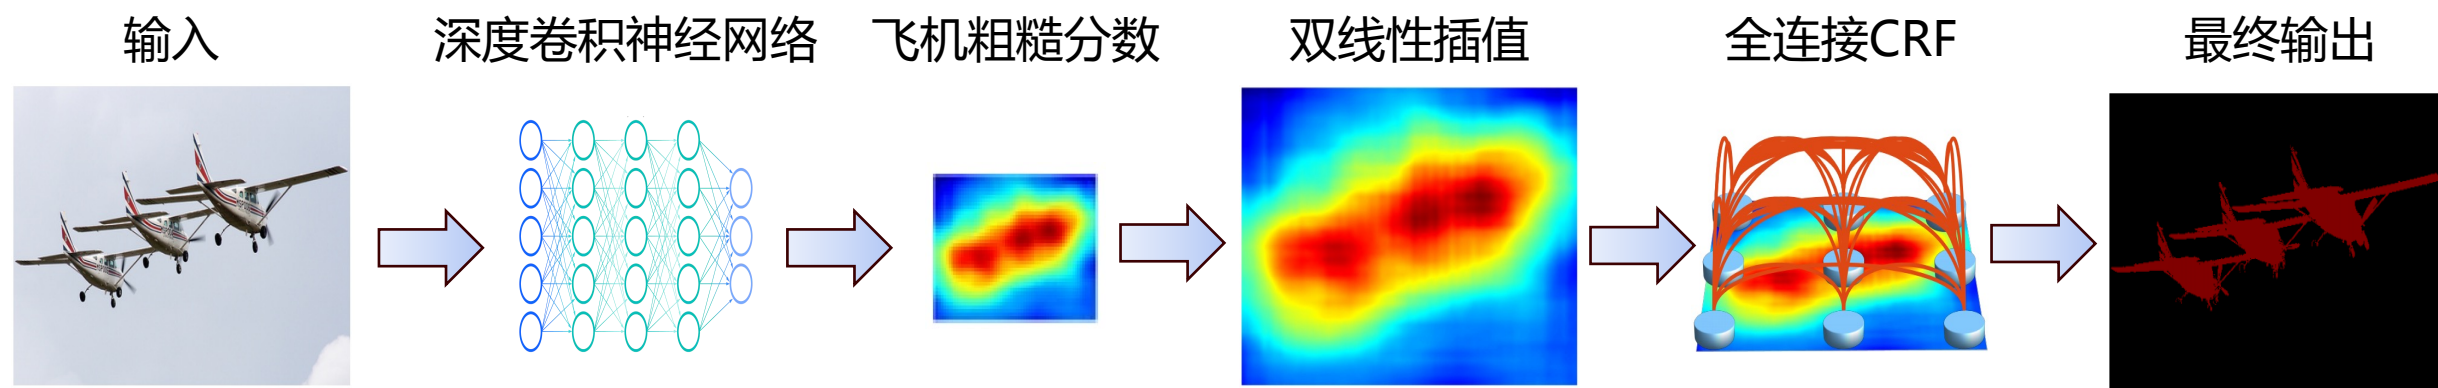 输入
深度卷积神经网络
飞机粗糙分数
双线性插值
全连接CRF
最终输出